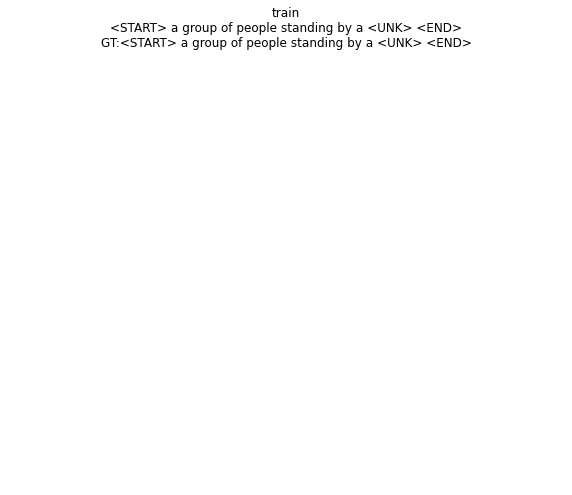 train
<START> a group of people standing by a <UNK> <END>
GT:<START> a group of people standing by a <UNK> <END>